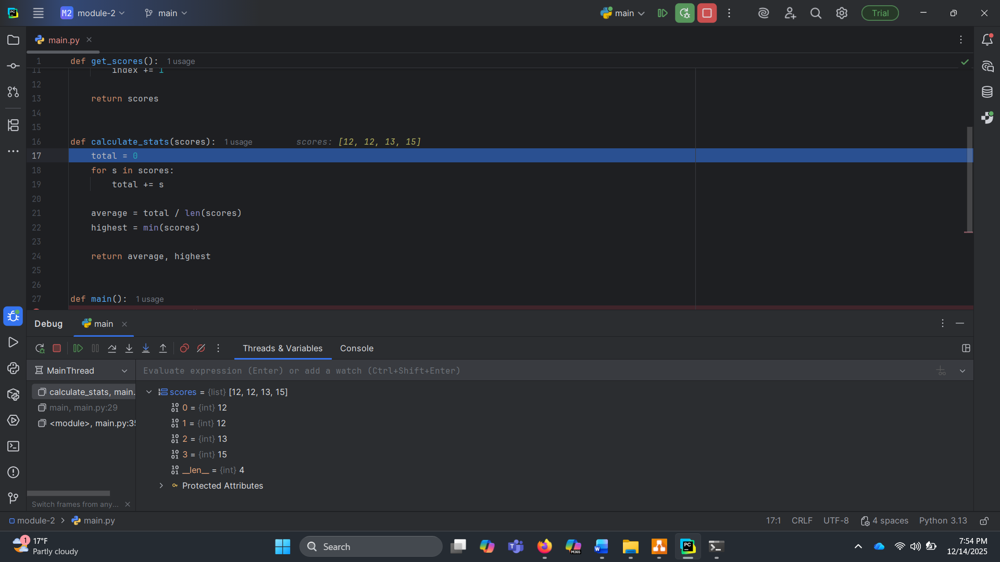 M2 module-2 main main Trial
main.py
1 def get_scores(): 1 usage
11 index += 1
12
13 return scores
14
15
16 def calculate_stats(scores): 1 usage scores: [12, 12, 13, 15]
17 total = 0
18 for s in scores:
19 total += s
20
21 average = total / len(scores)
22 highest = min(scores)
23
24 return average, highest
25
26
27 def main(): 1 usage
Debug main
Threads & Variables Console
MainThread Evaluate expression (Enter) or add a watch (Ctrl+Shift+Enter)
calculate_stats, main. scores = {list} [12, 12, 13, 15]
main, main.py:29 0 = {int} 12
<module>, main.py:35 1 = {int} 12
2 = {int} 13
3 = {int} 15
__len__ = {int} 4
Protected Attributes
Switch frames from any...
module-2 main.py 17:1 CRLF UTF-8 4 spaces Python 3.13
1 17°F Search 7:54 PM
Partly cloudy 12/14/2025